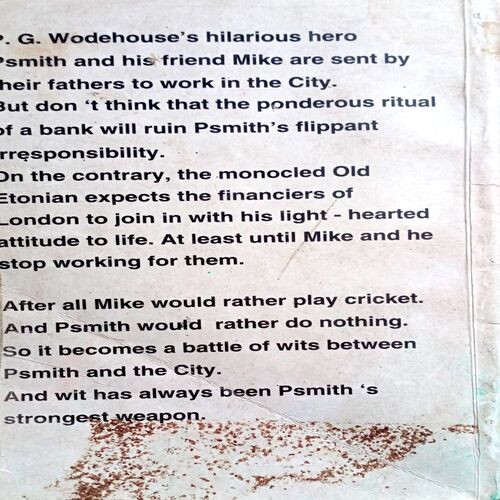 P. G. Wodehouse's hilarious hero
Psmith and his friend Mike are sent by
their fathers to work in the City.
But don 't think that the ponderous ritual
of a bank will ruin Psmith's flippant
irresponsibility.
On the contrary, the monocled Old
Etonian expects the financiers of
London to join in with his light - hearted
attitude to life. At least until Mike and he
stop working for them.
After all Mike would rather play cricket.
And Psmith would rather do nothing.
So it becomes a battle of wits between
Psmith and the City.
And wit has always been Psmith 's
strongest weapon.